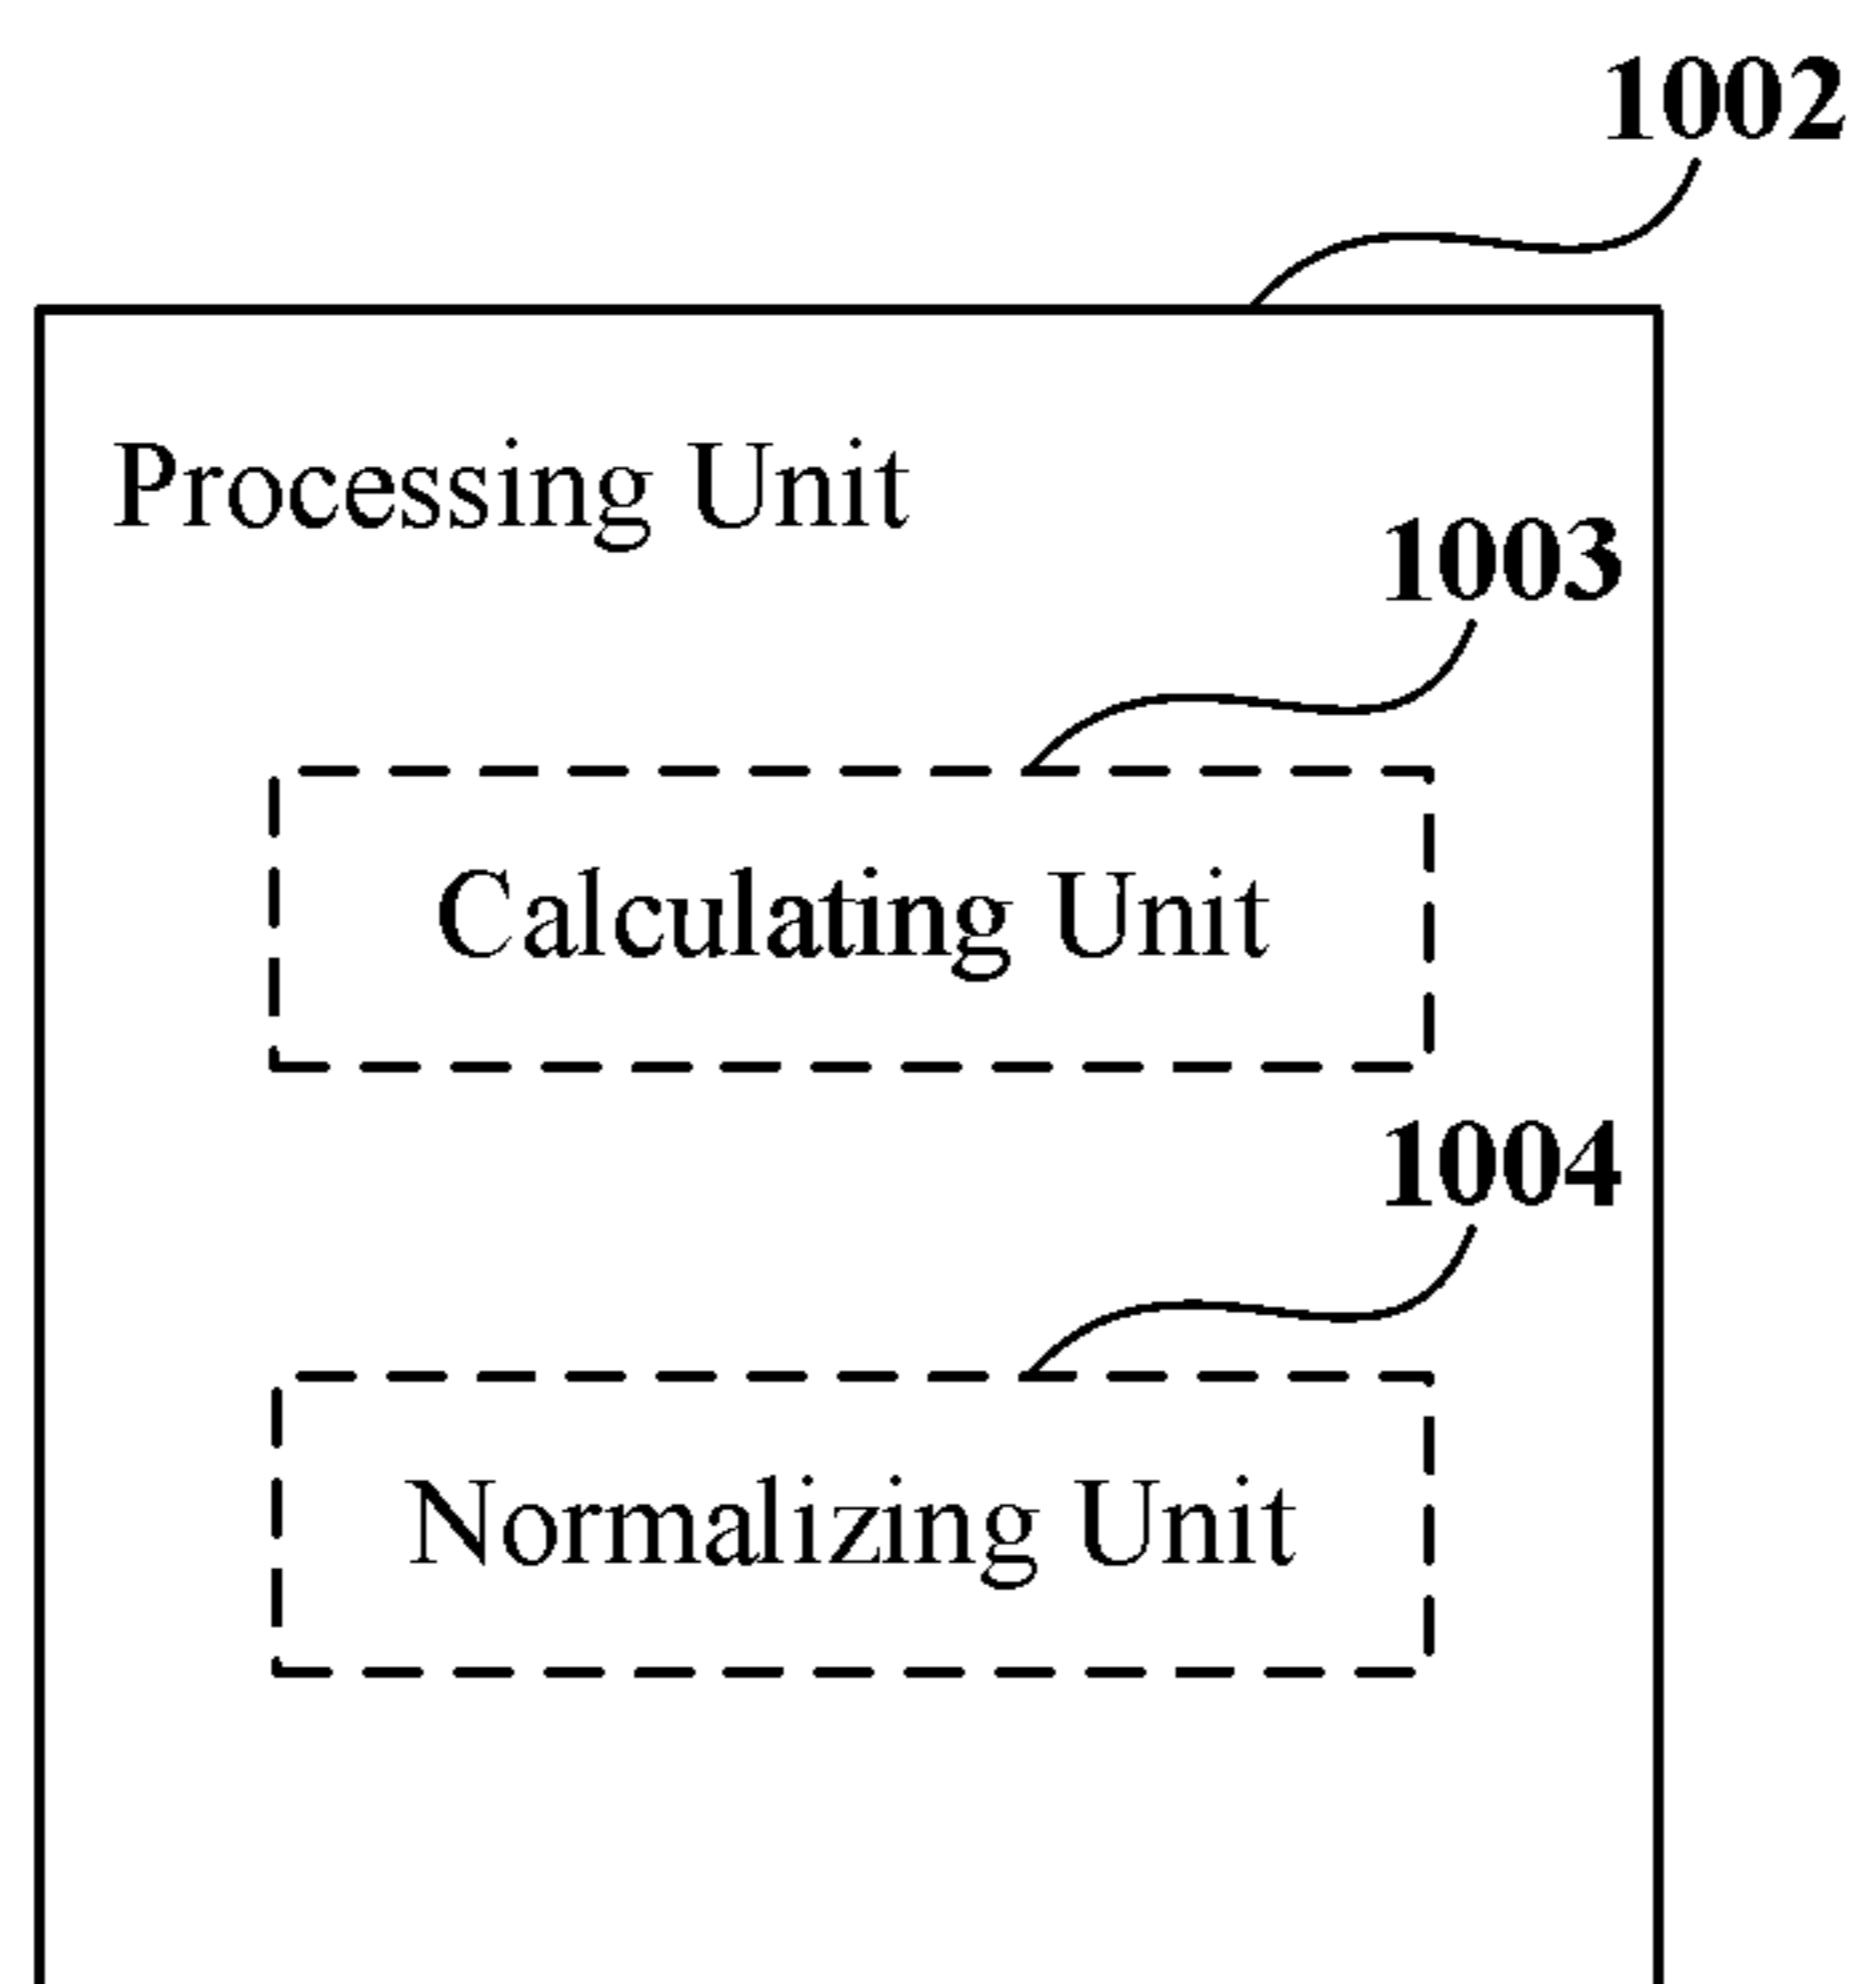 1002
Processing Unit
1003
Calculating Unit
1004
Normalizing Unit